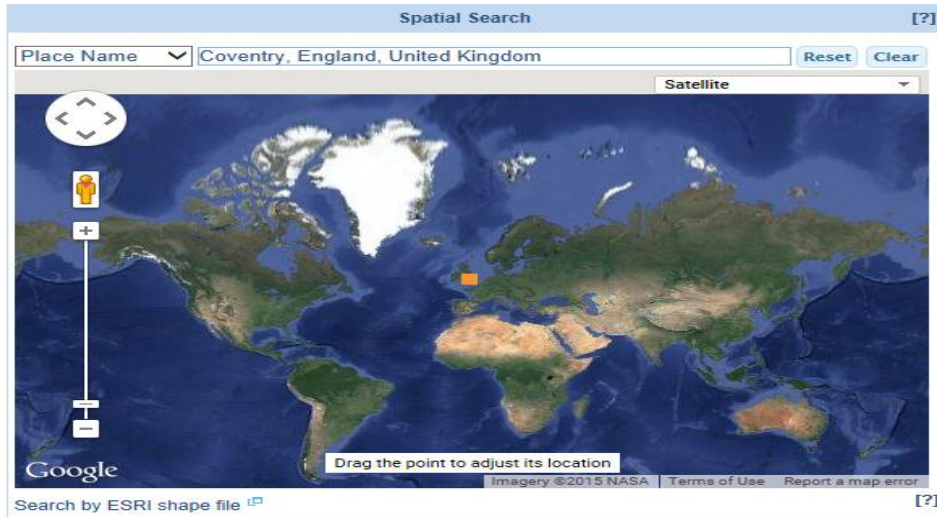 Spatial Search [?]
Place Name Coventry, England, United Kingdom Reset Clear
Satellite
Drag the point to adjust its location
Google Imagery ©2015 NASA Terms of Use Report a map error
Search by ESRI shape file [?]